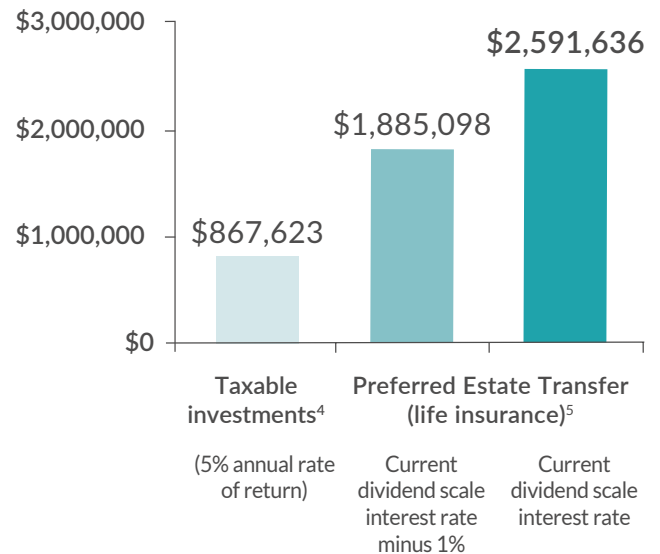 $3,000,000
$2,591,636
$2,000,000
$1,885,098
$1,000,000
$867,623
$0
Taxable
investments⁴
(5% annual rate
of return)
Preferred Estate Transfer
(life insurance)⁵
Current
dividend scale
interest rate
minus 1%
Current
dividend scale
interest rate